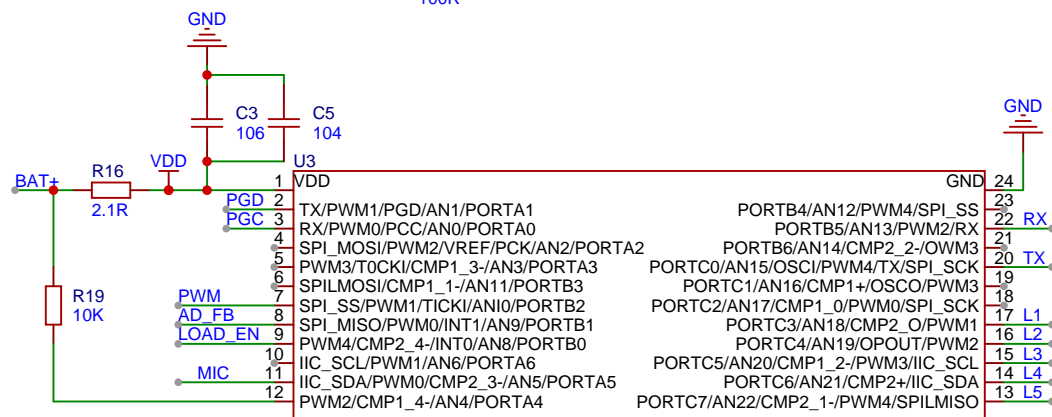 100R
GND
C3
106
C5
104
GND
U3
R16
2.1R
VDD
BAT+
R19
10K
1 VDD
PGD 2 TX/PWM1/PGD/AN1/PORTA1
PGC 3 RX/PWM0/PCC/AN0/PORTA0
4 SPI_MOSI/PWM2/VREF/PCK/AN2/PORTA2
5 PWM3/T0CKI/CMP1_3-/AN3/PORTA3
6 SPILMOSI/CMP1_1-/AN11/PORTB3
PWM 7 SPI_SS/PWM1/TICKI/ANI0/PORTB2
AD_FB 8 SPI_MISO/PWM0/INT1/AN9/PORTB1
LOAD_EN 9 PWM4/CMP2_4-/INT0/AN8/PORTB0
10 IIC_SCL/PWM1/AN6/PORTA6
MIC 11 IIC_SDA/PWM0/CMP2_3-/AN5/PORTA5
12 PWM2/CMP1_4-/AN4/PORTA4
GND 24
PORTB4/AN12/PWM4/SPI_SS 23
PORTB5/AN13/PWM2/RX 22 RX
PORTB6/AN14/CMP2_2-/OWM3 21
PORTC0/AN15/OSCI/PWM4/TX/SPI_SCK 20 TX
PORTC1/AN16/CMP1+/OSCO/PWM3 19
PORTC2/AN17/CMP1_0/PWM0/SPI_SCK 18
PORTC3/AN18/CMP2_O/PWM1 17 L1
PORTC4/AN19/OPOUT/PWM2 16 L2
PORTC5/AN20/CMP1_2-/PWM3/IIC_SCL 15 L3
PORTC6/AN21/CMP2+/IIC_SDA 14 L4
PORTC7/AN22/CMP2_1-/PWM4/SPILMISO 13 L5